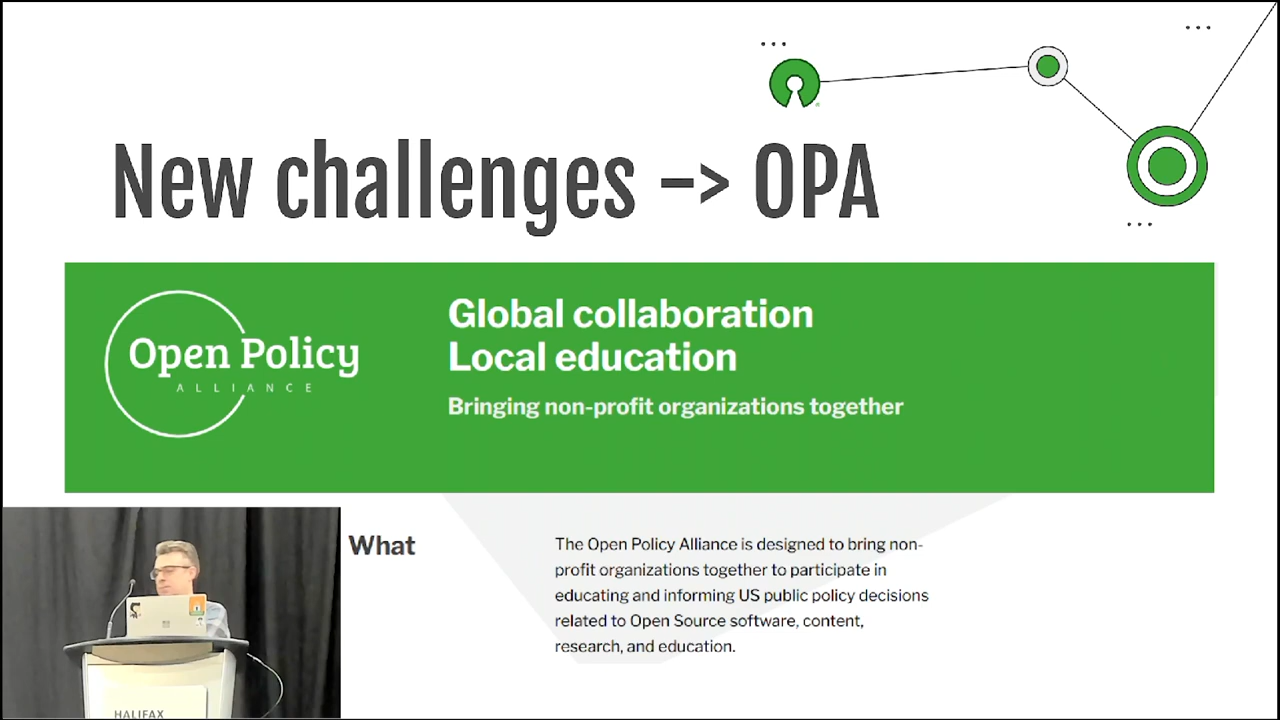 New challenges -> OPA
Open Policy
ALLIANCE
Global collaboration
Local education
Bringing non-profit organizations together
What
The Open Policy Alliance is designed to bring non-
profit organizations together to participate in
educating and informing US public policy decisions
related to Open Source software, content,
research, and education.
HALIFAX